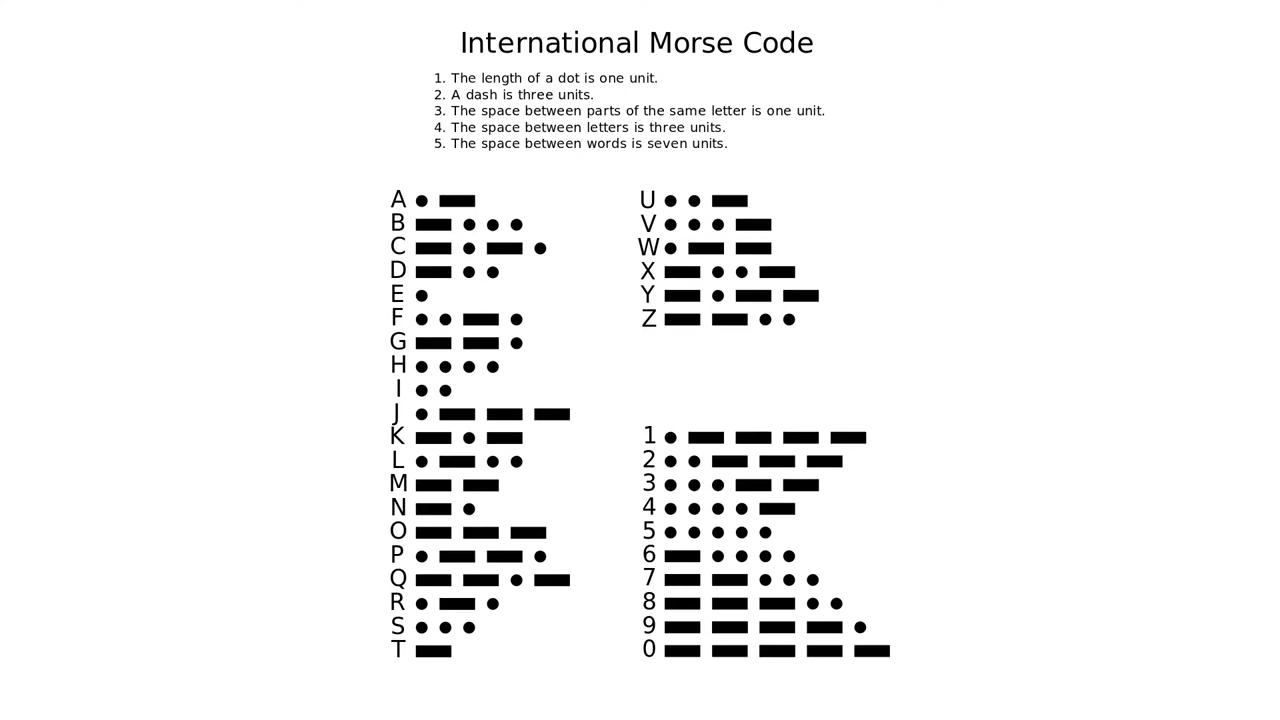 International Morse Code
1. The length of a dot is one unit.
2. A dash is three units.
3. The space between parts of the same letter is one unit.
4. The space between letters is three units.
5. The space between words is seven units.
A
B
C
D
E
F
G
H
I
J
K
L
M
N
O
P
Q
R
S
T
U
V
W
X
Y
Z
1
2
3
4
5
6
7
8
9
0